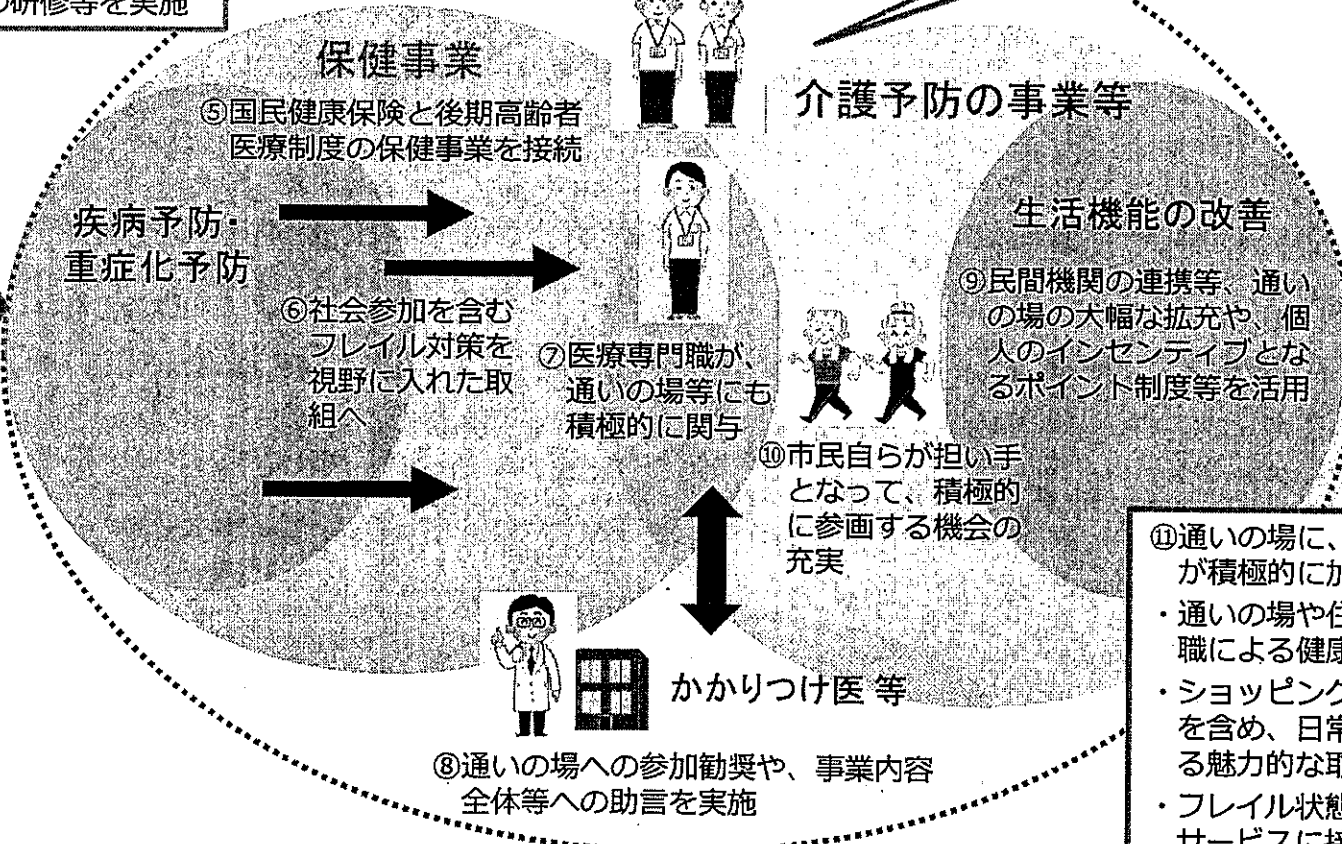 の研修等を実施
保健事業
⑤国民健康保険と後期高齢者
医療制度の保健事業を接続
介護予防の事業等
疾病予防・
重症化予防
生活機能の改善
⑥社会参加を含む
フレイル対策を
視野に入れた取
組へ
⑦医療専門職が、
通いの場等にも
積極的に関与
⑨民間機関の連携等、通い
の場の大幅な拡充や、個
人のインセンティブとな
るポイント制度等を活用
⑩市民自らが担い手
となって、積極的
に参画する機会の
充実
かかりつけ医 等
⑧通いの場への参加勧奨や、事業内容
全体等への助言を実施
⑪通いの場に、
が積極的に
・通いの場や
職による健康
・ショッピング
を含め、日常
る魅力的な
・フレイル状態
サービスに